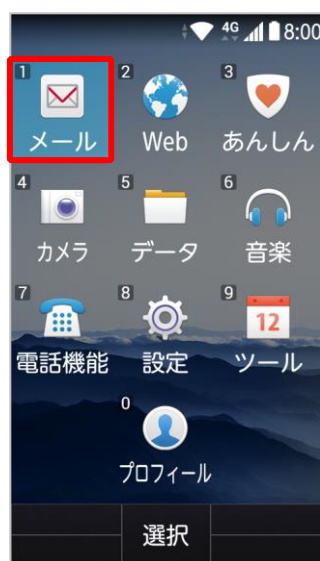 4G 8:00
1 2 3
メール Web あんしん
4 5 6
カメラ データ 音楽
7 8 9
12
電話機能 設定 ツール
0
プロフィール
選択